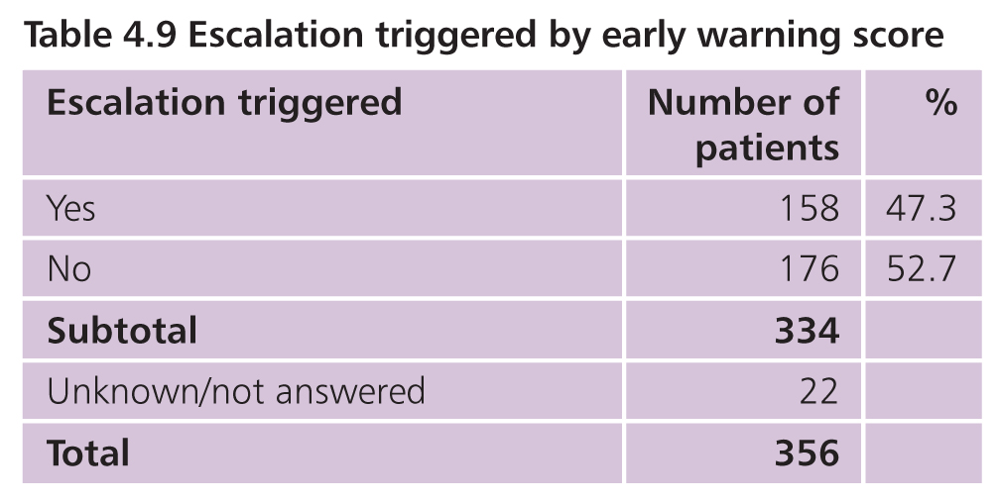 Table 4.9 Escalation triggered by early warning score
Escalation triggered Number of patients %
Yes 158 47.3
No 176 52.7
Subtotal 334
Unknown/not answered 22
Total 356